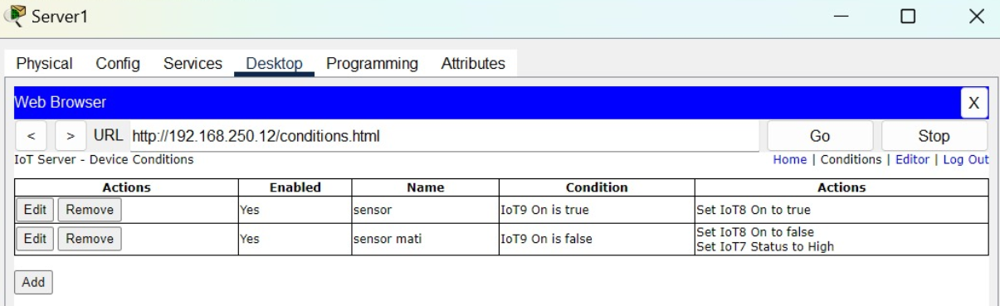 Server1
Physical Config Services Desktop Programming Attributes
Web Browser X
< > URL http://192.168.250.12/conditions.html Go Stop
IoT Server - Device Conditions Home | Conditions | Editor | Log Out
Actions Enabled Name Condition Actions
Edit Remove Yes sensor IoT9 On is true Set IoT8 On to true
Edit Remove Yes sensor mati IoT9 On is false Set IoT8 On to false
Set IoT7 Status to High
Add